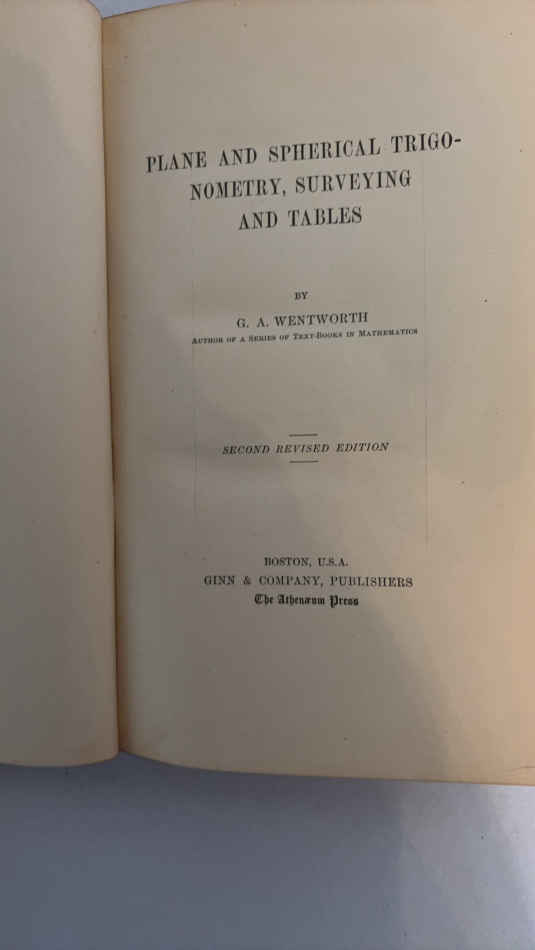 PLANE AND SPHERICAL TRIGO-
NOMETRY, SURVEYING
AND TABLES
BY
G. A. WENTWORTH
AUTHOR OF A SERIES OF TEXT-BOOKS IN MATHEMATICS
SECOND REVISED EDITION
BOSTON, U.S.A.
GINN & COMPANY, PUBLISHERS
The Athenæum Press